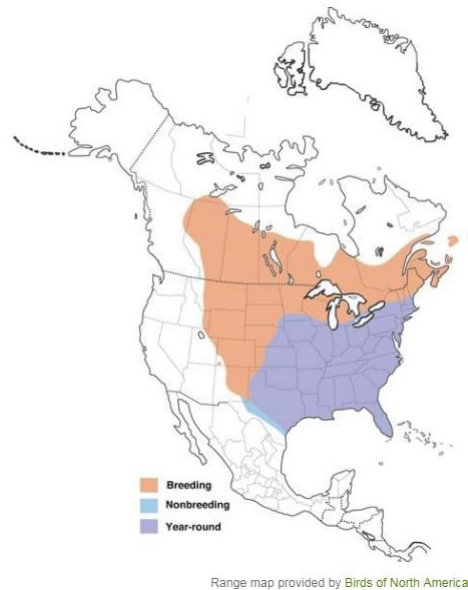 Breeding
Nonbreeding
Year-round
Range map provided by Birds of North America